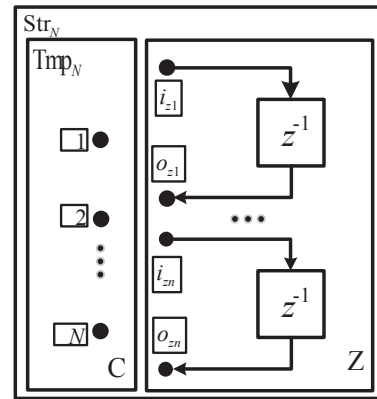 Str_N
Tmp_N
1
2
N
C
i_z1
z^-1
o_z1
i_zn
z^-1
o_zn
Z